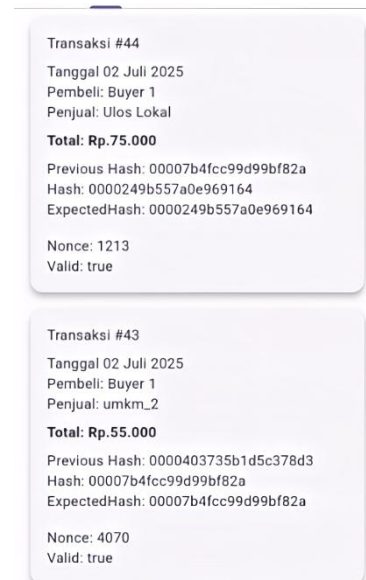 Transaksi #44
Tanggal 02 Juli 2025
Pembeli: Buyer 1
Penjual: Ulos Lokal
Total: Rp.75.000
Previous Hash: 00007b4fcc99d99bf82a
Hash: 0000249b557a0e969164
ExpectedHash: 0000249b557a0e969164
Nonce: 1213
Valid: true
Transaksi #43
Tanggal 02 Juli 2025
Pembeli: Buyer 1
Penjual: umkm_2
Total: Rp.55.000
Previous Hash: 0000403735b1d5c378d3
Hash: 00007b4fcc99d99bf82a
ExpectedHash: 00007b4fcc99d99bf82a
Nonce: 4070
Valid: true